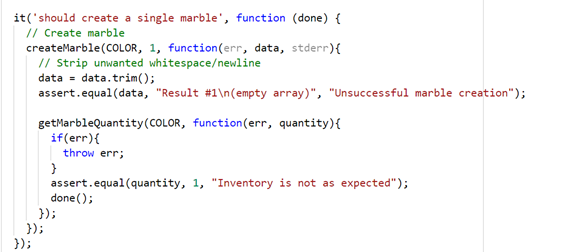 it('should create a single marble', function (done) {
  // Create marble
  createMarble(COLOR, 1, function(err, data, stderr){
    // Strip unwanted whitespace/newline
    data = data.trim();
    assert.equal(data, "Result #1\n(empty array)", "Unsuccessful marble creation");

    getMarbleQuantity(COLOR, function(err, quantity){
      if(err){
        throw err;
      }
      assert.equal(quantity, 1, "Inventory is not as expected");
      done();
    });
  });
});